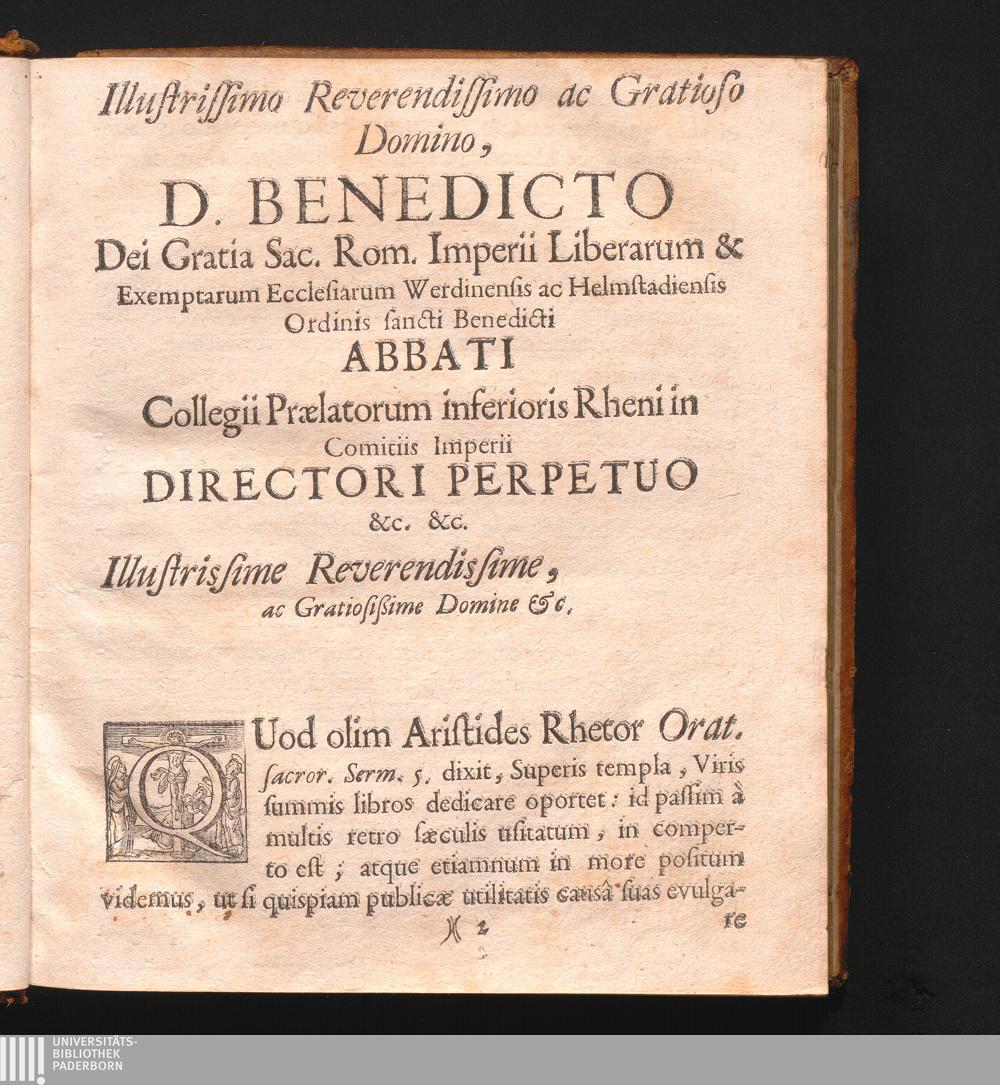 Illuſtriſſimo Reverendiſſimo ac Gratioſo
Domino,
D. BENEDICTO
Dei Gratia Sac. Rom. Imperii Liberarum &
Exemptarum Eccleſiarum Werdinenſis ac Helmſtadienſis
Ordinis ſancti Benedicti
ABBATI
Collegii Prælatorum inferioris Rheni in
Comitiis Imperii
DIRECTORI PERPETUO
&c. &c.
Illuſtrisſime Reverendisſime,
ac Gratioſiſsime Domine &c.
QUod olim Ariſtides Rhetor Orat.
ſacror. Serm. 5. dixit, Superis templa, Viris
ſummis libros dedicare oportet: id paſſim à
multis retro ſæculis uſitatum, in comper-
to eſt; atque etiamnum in more poſitum
videmus, ut ſi quispiam publicæ utilitatis causâ ſuas evulga-
)( 2 re
UNIVERSITÄTS-
BIBLIOTHEK
PADERBORN